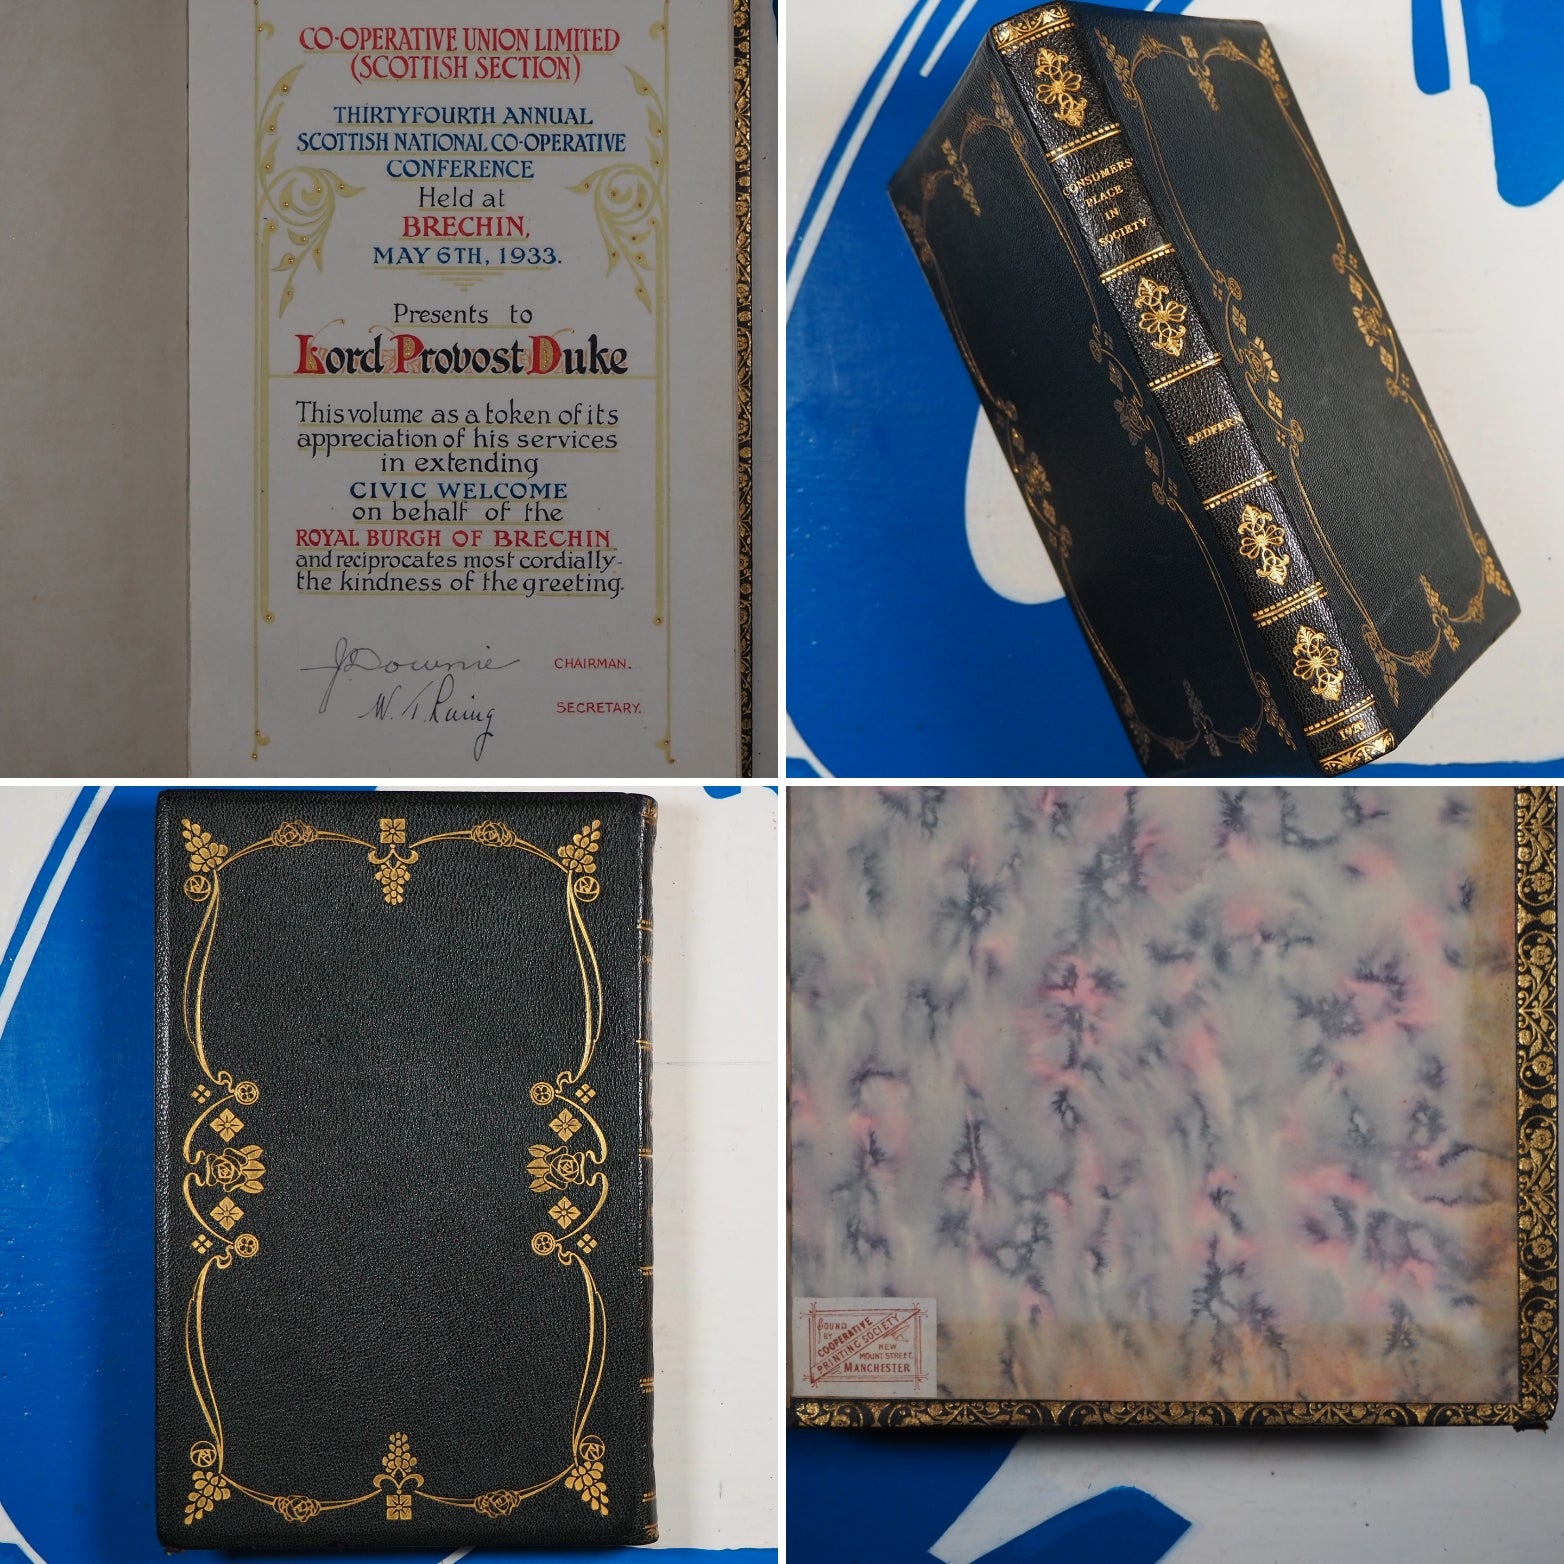 CO-OPERATIVE UNION LIMITED
(SCOTTISH SECTION)
THIRTYFOURTH ANNUAL
SCOTTISH NATIONAL CO-OPERATIVE
CONFERENCE
Held at
BRECHIN,
MAY 6TH, 1933.
Presents to
Lord Provost Duke
This volume as a token of its
appreciation of his services
in extending
CIVIC WELCOME
on behalf of the
ROYAL BURGH OF BRECHIN
and reciprocates most cordially
the kindness of the greeting.
J. Downie CHAIRMAN.
W. SECRETARY.
CONSUMERS
PLACE
IN
SOCIETY
BOUND
BY
COOPERATIVE
PRINTING SOCIETY
NEW
MOUNT STREET
MANCHESTER